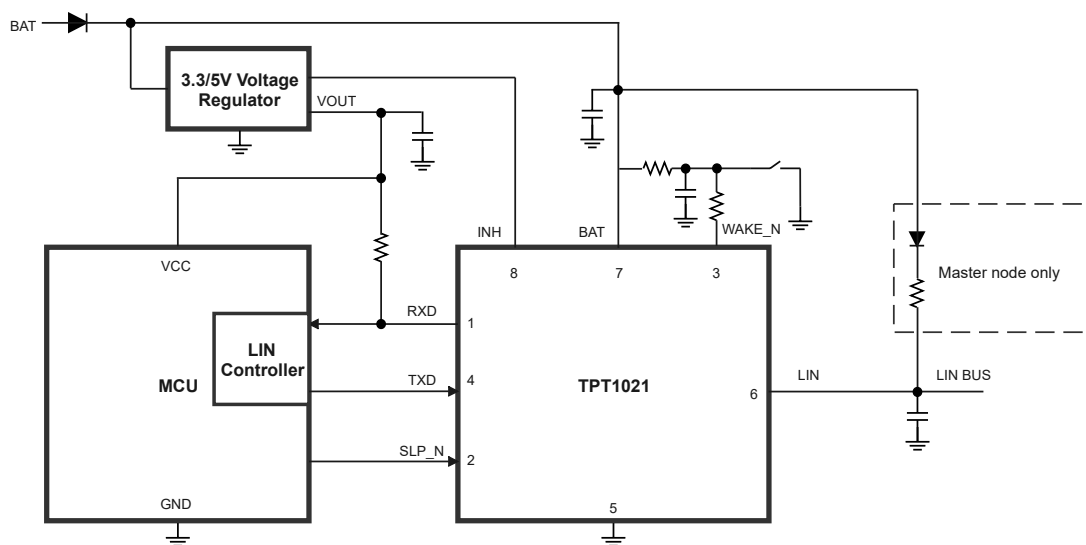 BAT
3.3/5V Voltage
Regulator
VOUT
INH
BAT
WAKE_N
8
7
3
VCC
Master node only
RXD
1
LIN
Controller
MCU
TXD
4
TPT1021
6
LIN
LIN BUS
SLP_N
2
GND
5